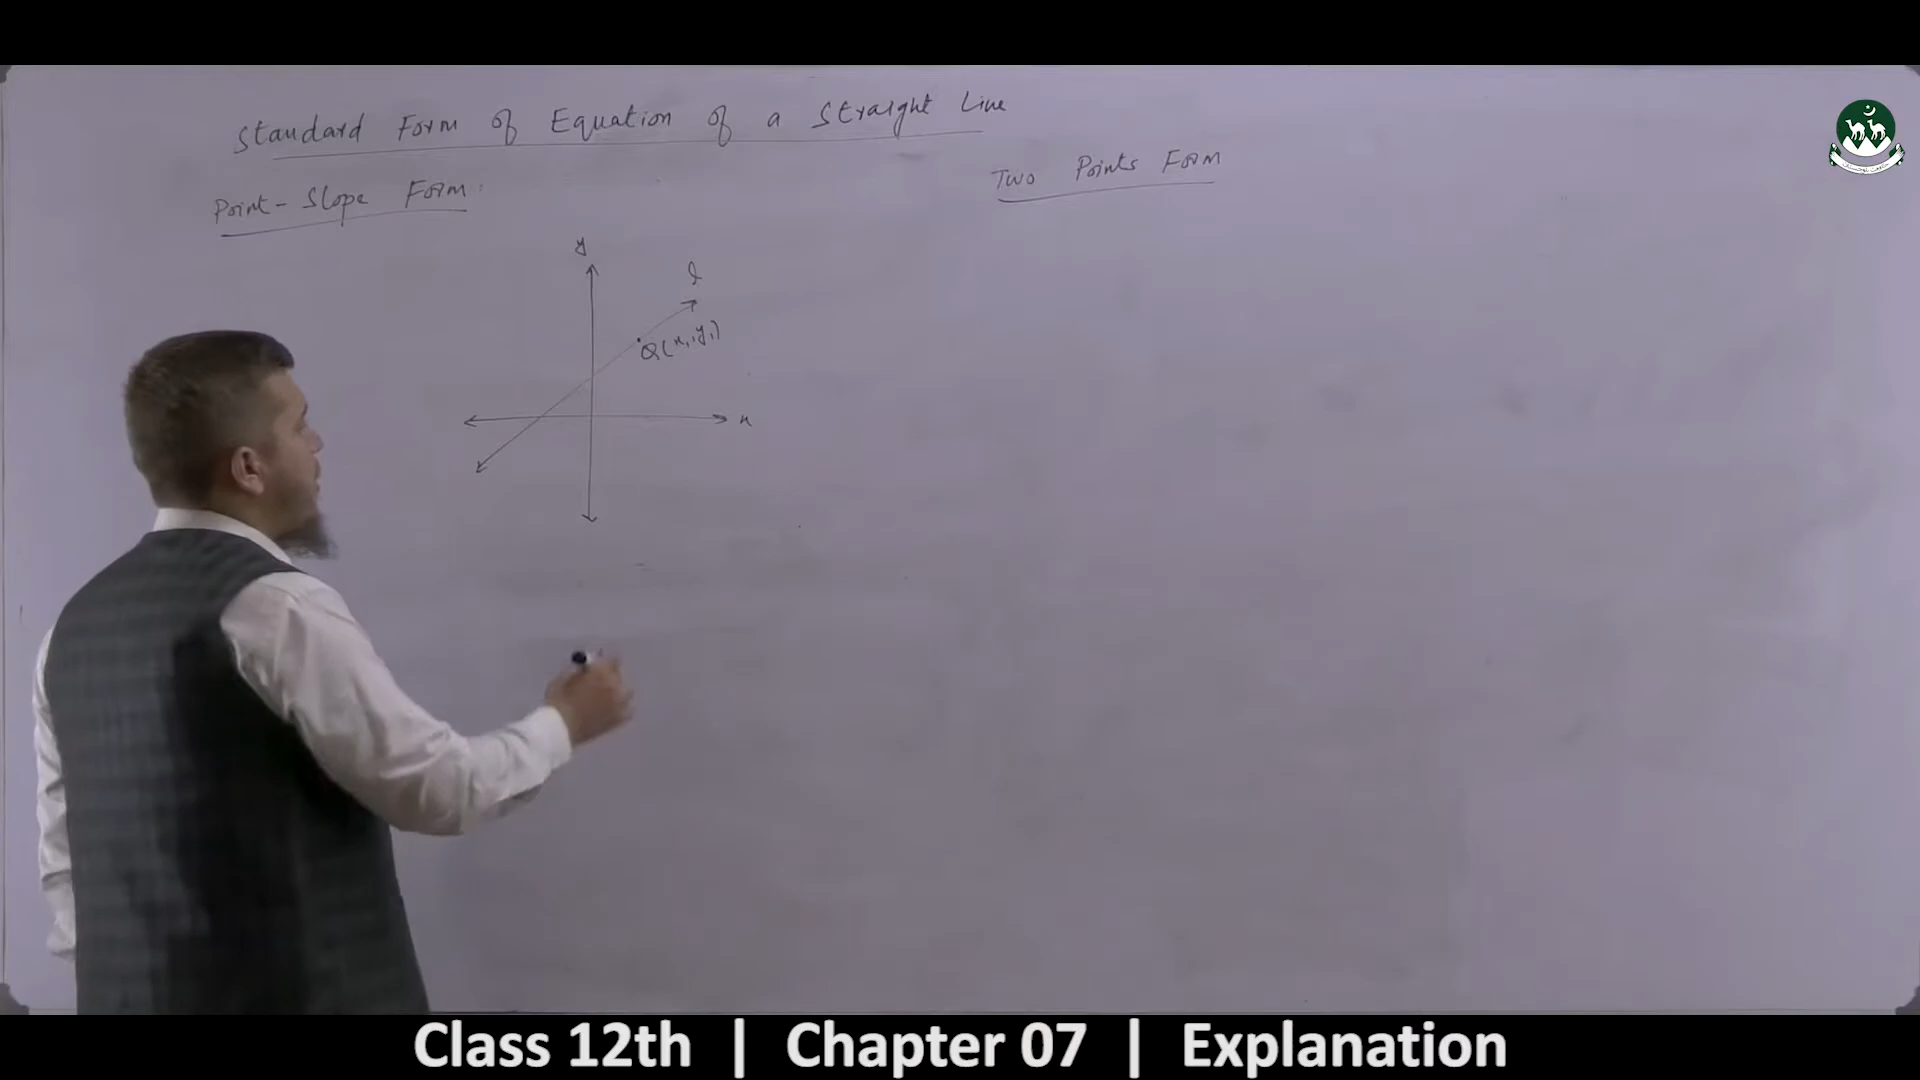 Standard Form of Equation of a Straight Line
Point-Slope Form:
Two Points Form
y
l
Q(x₁,y₁)
x
Class 12th | Chapter 07 | Explanation